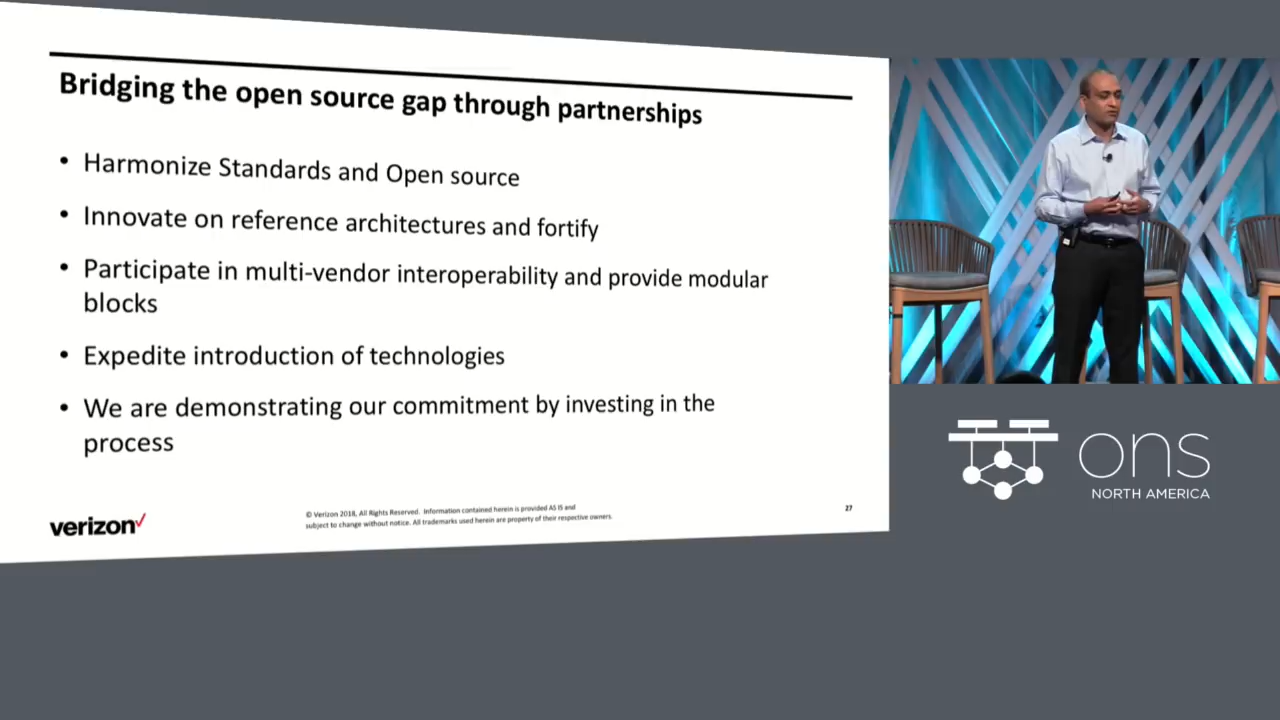 Bridging the open source gap through partnerships
• Harmonize Standards and Open source
• Innovate on reference architectures and fortify
• Participate in multi-vendor interoperability and provide modular
blocks
• Expedite introduction of technologies
• We are demonstrating our commitment by investing in the
process
verizon✓
© Verizon 2018, All Rights Reserved. Information contained herein is provided AS IS and
subject to change without notice. All trademarks used herein are property of their respective owners.
27
ons
NORTH AMERICA